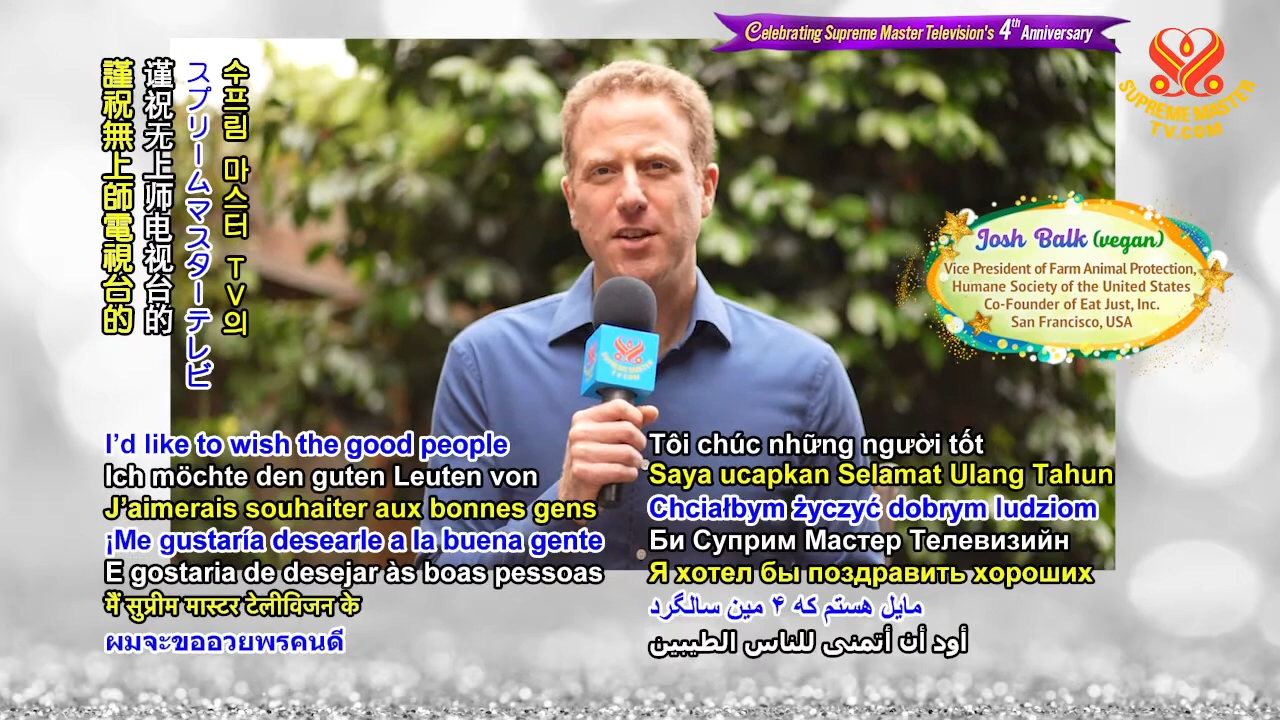 Celebrating Supreme Master Television's 4th Anniversary
SUPREME MASTER
TV.COM
謹祝無上師電視台的
谨祝无上师电视台的
スプリームマスターテレビ
수프림 마스터 TV의
Josh Balk (vegan)
Vice President of Farm Animal Protection,
Humane Society of the United States
Co-Founder of Eat Just, Inc.
San Francisco, USA
SUPREME MASTER
TV.COM
I'd like to wish the good people
Ich möchte den guten Leuten von
J'aimerais souhaiter aux bonnes gens
¡Me gustaría desearle a la buena gente
E gostaria de desejar às boas pessoas
मैं सुप्रीम मास्टर टेलीविजन के
ผมจะขออวยพรคนดี
Tôi chúc những người tốt
Saya ucapkan Selamat Ulang Tahun
Chciałbym życzyć dobrym ludziom
Би Суприм Мастер Телевизийн
Я хотел бы поздравить хороших
مایل هستم که ۴ مین سالگرد
أود أن أتمنى للناس الطيبين